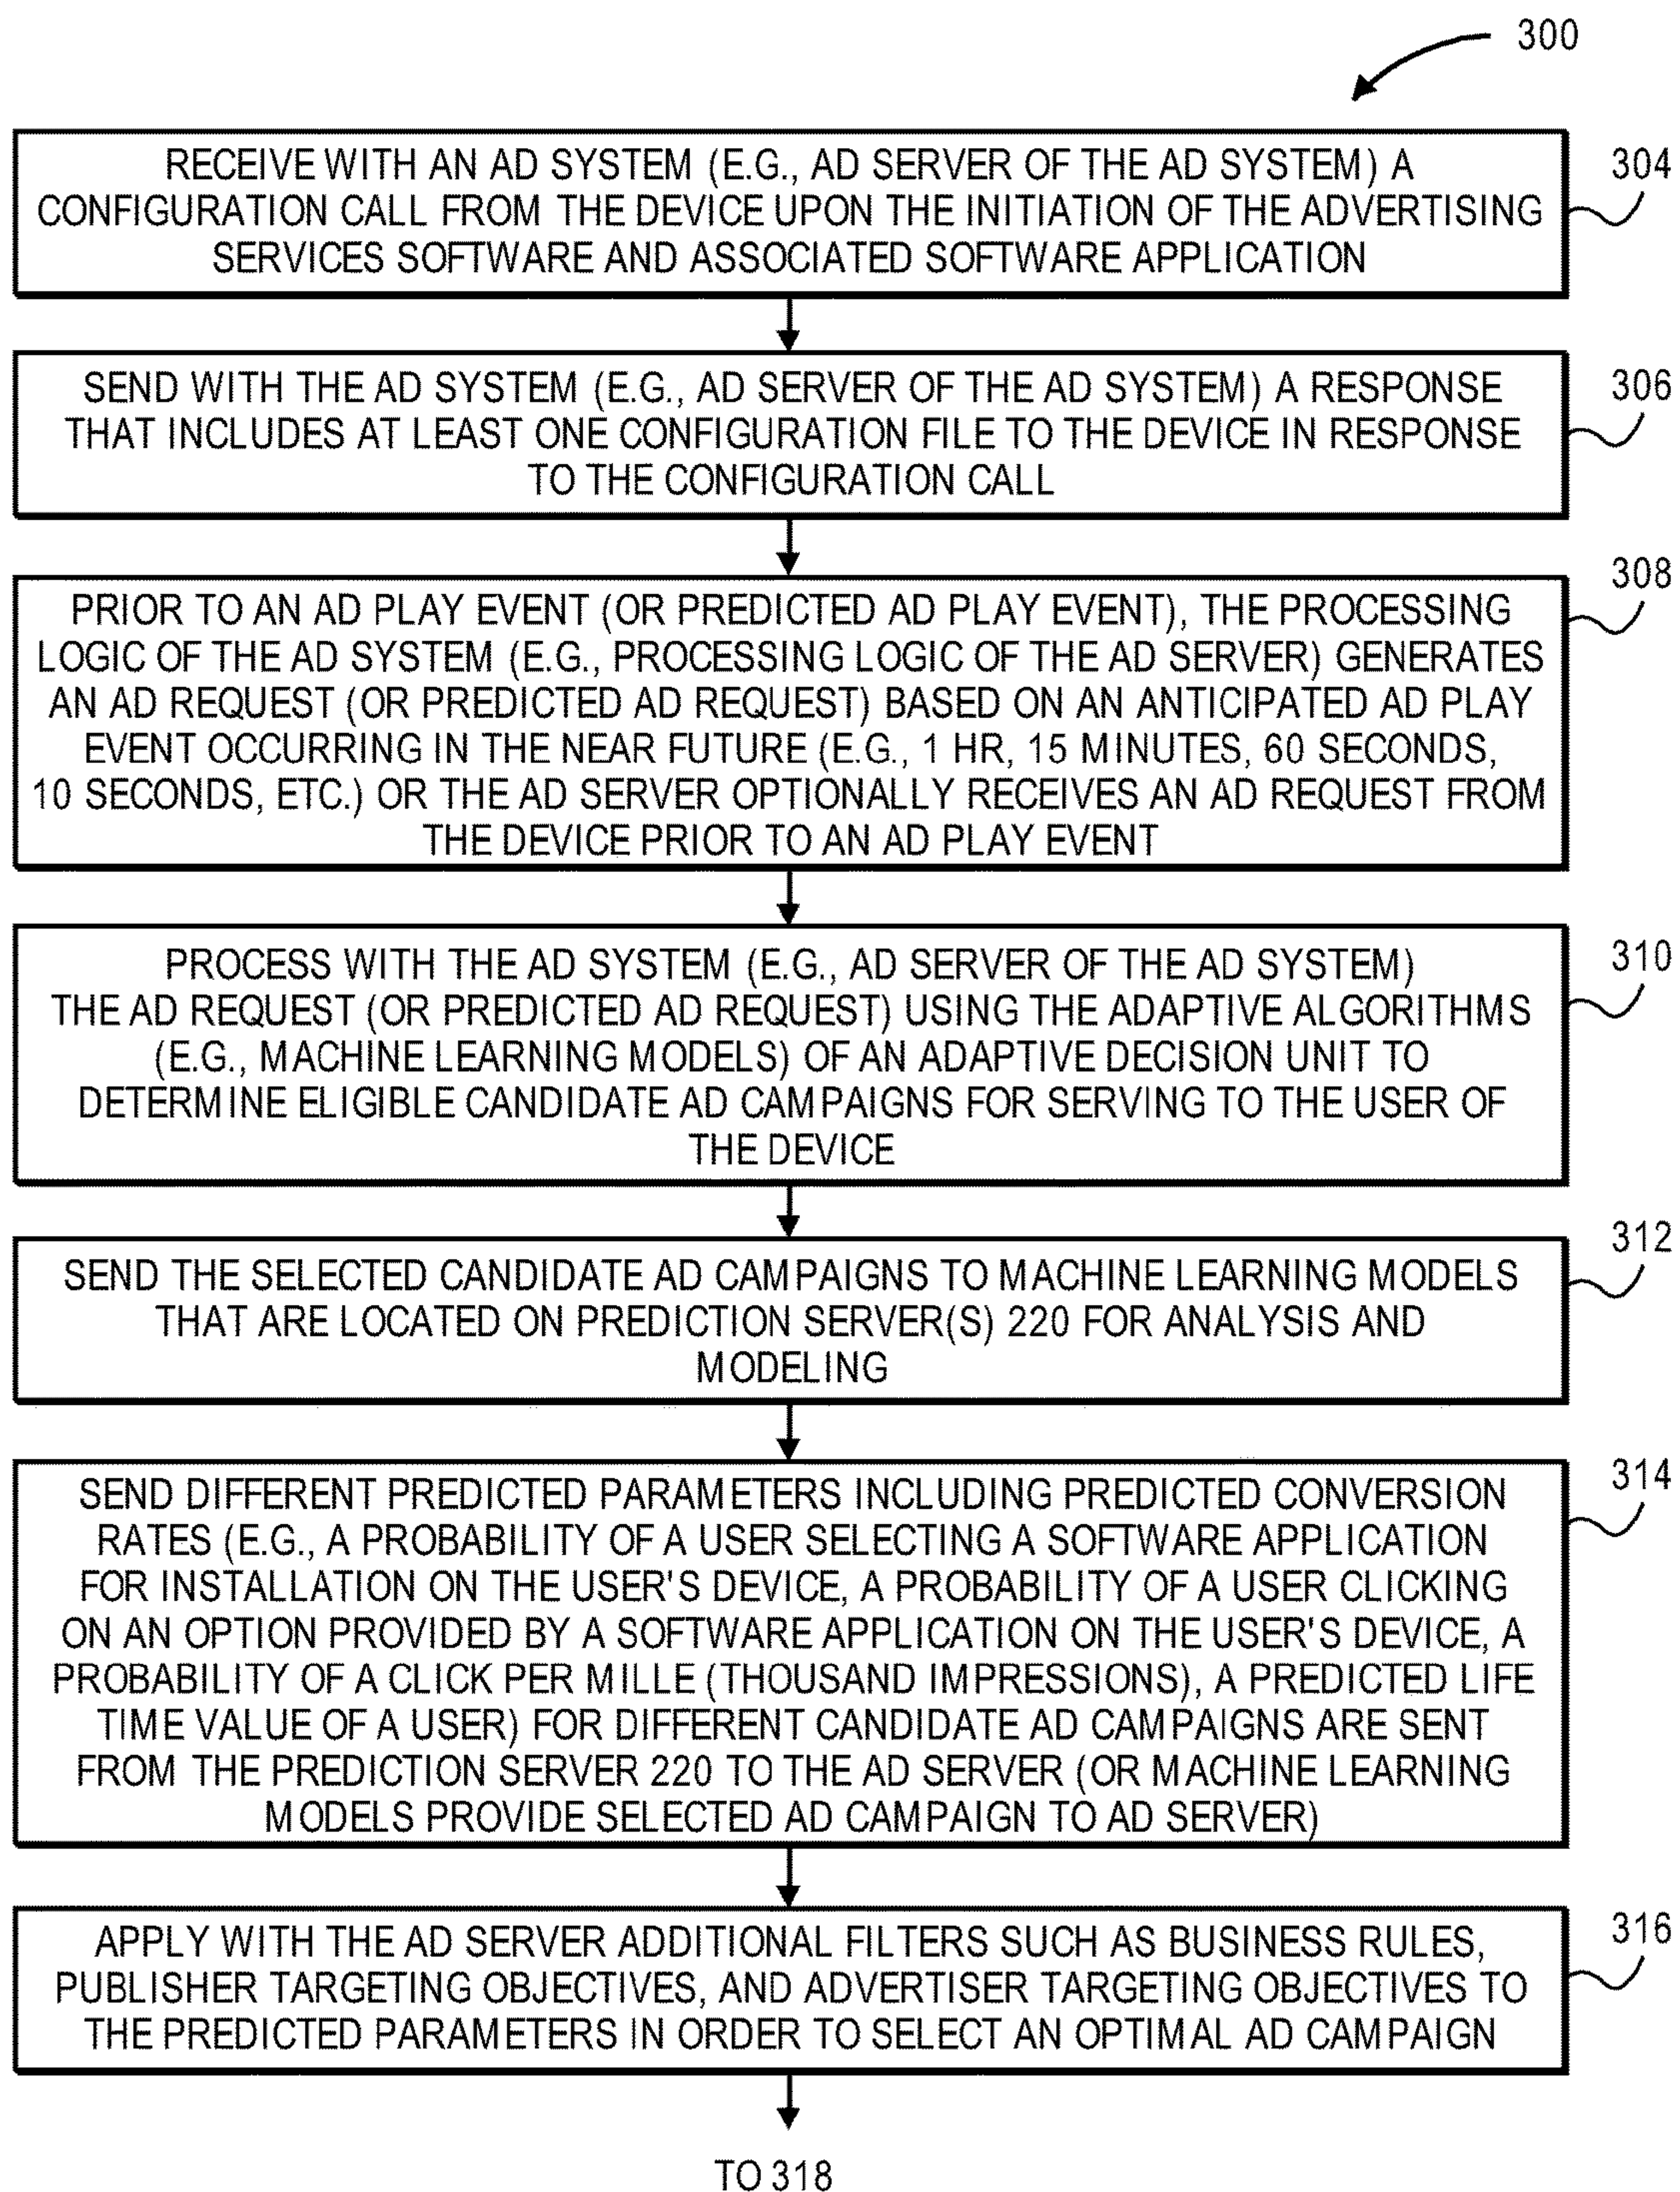 300
RECEIVE WITH AN AD SYSTEM (E.G., AD SERVER OF THE AD SYSTEM) A
CONFIGURATION CALL FROM THE DEVICE UPON THE INITIATION OF THE ADVERTISING
SERVICES SOFTWARE AND ASSOCIATED SOFTWARE APPLICATION
304
SEND WITH THE AD SYSTEM (E.G., AD SERVER OF THE AD SYSTEM) A RESPONSE
THAT INCLUDES AT LEAST ONE CONFIGURATION FILE TO THE DEVICE IN RESPONSE
TO THE CONFIGURATION CALL
306
PRIOR TO AN AD PLAY EVENT (OR PREDICTED AD PLAY EVENT), THE PROCESSING
LOGIC OF THE AD SYSTEM (E.G., PROCESSING LOGIC OF THE AD SERVER) GENERATES
AN AD REQUEST (OR PREDICTED AD REQUEST) BASED ON AN ANTICIPATED AD PLAY
EVENT OCCURRING IN THE NEAR FUTURE (E.G., 1 HR, 15 MINUTES, 60 SECONDS,
10 SECONDS, ETC.) OR THE AD SERVER OPTIONALLY RECEIVES AN AD REQUEST FROM
THE DEVICE PRIOR TO AN AD PLAY EVENT
308
PROCESS WITH THE AD SYSTEM (E.G., AD SERVER OF THE AD SYSTEM)
THE AD REQUEST (OR PREDICTED AD REQUEST) USING THE ADAPTIVE ALGORITHMS
(E.G., MACHINE LEARNING MODELS) OF AN ADAPTIVE DECISION UNIT TO
DETERMINE ELIGIBLE CANDIDATE AD CAMPAIGNS FOR SERVING TO THE USER OF
THE DEVICE
310
SEND THE SELECTED CANDIDATE AD CAMPAIGNS TO MACHINE LEARNING MODELS
THAT ARE LOCATED ON PREDICTION SERVER(S) 220 FOR ANALYSIS AND
MODELING
312
SEND DIFFERENT PREDICTED PARAMETERS INCLUDING PREDICTED CONVERSION
RATES (E.G., A PROBABILITY OF A USER SELECTING A SOFTWARE APPLICATION
FOR INSTALLATION ON THE USER'S DEVICE, A PROBABILITY OF A USER CLICKING
ON AN OPTION PROVIDED BY A SOFTWARE APPLICATION ON THE USER'S DEVICE, A
PROBABILITY OF A CLICK PER MILLE (THOUSAND IMPRESSIONS), A PREDICTED LIFE
TIME VALUE OF A USER) FOR DIFFERENT CANDIDATE AD CAMPAIGNS ARE SENT
FROM THE PREDICTION SERVER 220 TO THE AD SERVER (OR MACHINE LEARNING
MODELS PROVIDE SELECTED AD CAMPAIGN TO AD SERVER)
314
APPLY WITH THE AD SERVER ADDITIONAL FILTERS SUCH AS BUSINESS RULES,
PUBLISHER TARGETING OBJECTIVES, AND ADVERTISER TARGETING OBJECTIVES TO
THE PREDICTED PARAMETERS IN ORDER TO SELECT AN OPTIMAL AD CAMPAIGN
316
TO 318